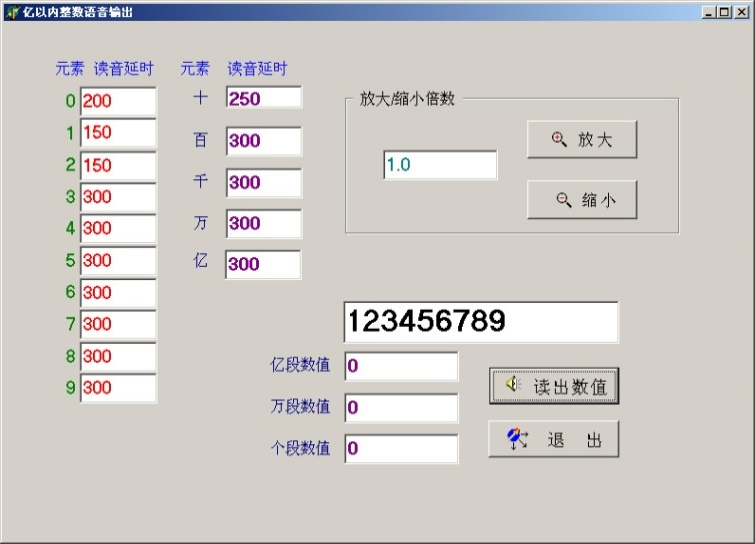 亿以内整数语音输出
元素 读音延时 元素 读音延时
0 200 十 250
1 150 百 300
2 150 千 300
3 300 万 300
4 300 亿 300
5 300
6 300
7 300
8 300
9 300
放大/缩小倍数
1.0
放大
缩小
123456789
亿段数值 0
万段数值 0
个段数值 0
读出数值
退 出